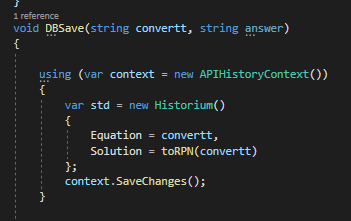 }
1 reference
void DBSave(string convertt, string answer)
{
using (var context = new APIHistoryContext())
{
var std = new Historium()
{
Equation = convertt,
Solution = toRPN(convertt)
};
context.SaveChanges();
}